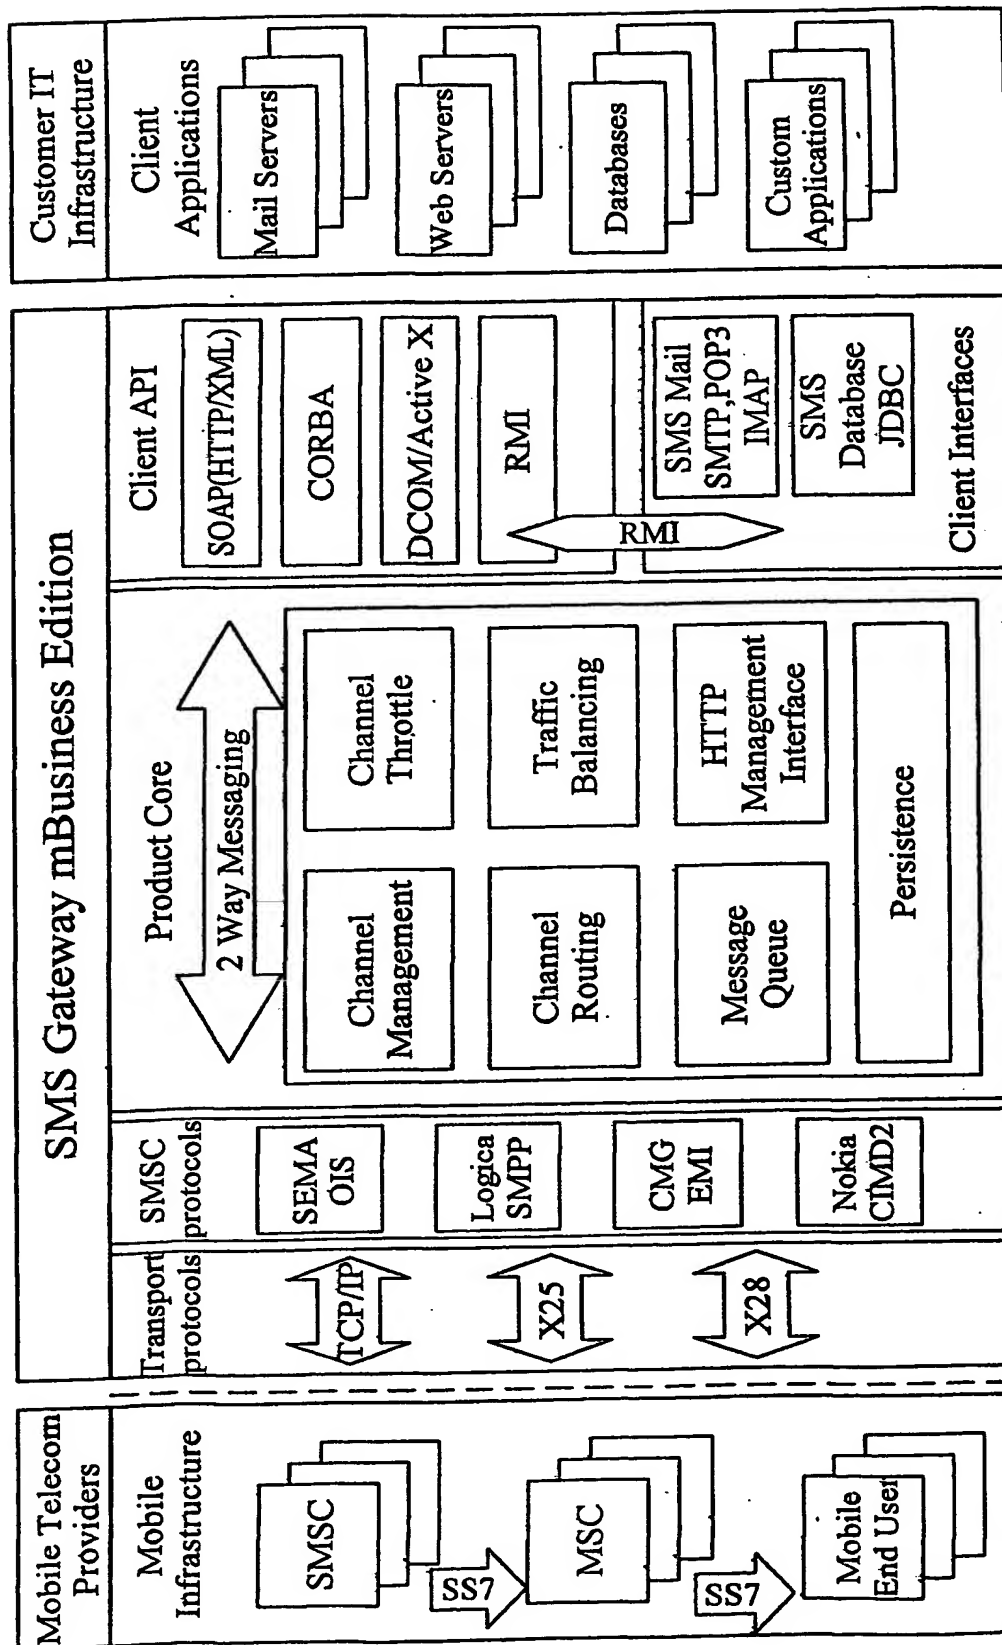 Mobile Telecom
Providers
Mobile
Infrastructure
SMSC
SS7
MSC
SS7
Mobile
End User
SMS Gateway mBusiness Edition
Transport
protocols
TCP/IP
X25
X28
SMSC
protocols
SEMA
OIS
Logica
SMPP
CMG
EMI
Nokia
CIMD2
Product Core
2 Way Messaging
Channel
Management
Channel
Throttle
Channel
Routing
Traffic
Balancing
Message
Queue
HTTP
Management
Interface
Persistence
Client API
SOAP(HTTP/XML)
CORBA
DCOM/Active X
RMI
RMI
SMS Mail
SMTP,POP3
IMAP
SMS
Database
JDBC
Client Interfaces
Customer IT
Infrastructure
Client
Applications
Mail Servers
Web Servers
Databases
Custom
Applications